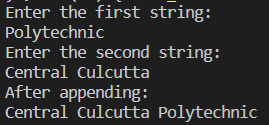 Enter the first string:
Polytechnic
Enter the second string:
Central Culcutta
After appending:
Central Culcutta Polytechnic